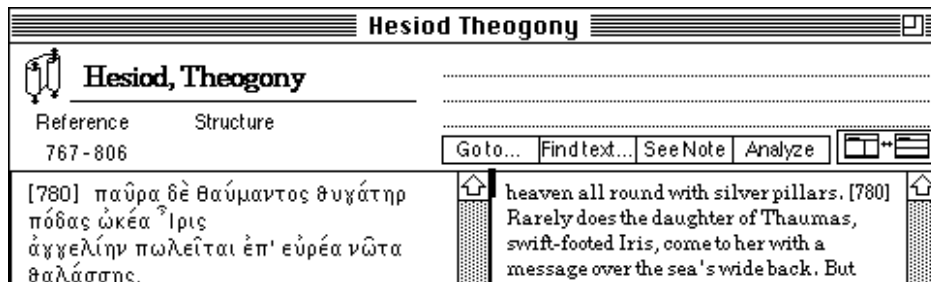 Hesiod Theogony
Hesiod, Theogony
Reference Structure
767-806
Go to... Find text... See Note Analyze
[780] παῦρα δὲ θαύμαντος θυγάτηρ
πόδας ὠκέα Ἶρις
ἀγγελίην πωλεῖται ἐπ' εὐρέα νῶτα
θαλάσσης.
heaven all round with silver pillars. [780]
Rarely does the daughter of Thaumas,
swift-footed Iris, come to her with a
message over the sea's wide back. But